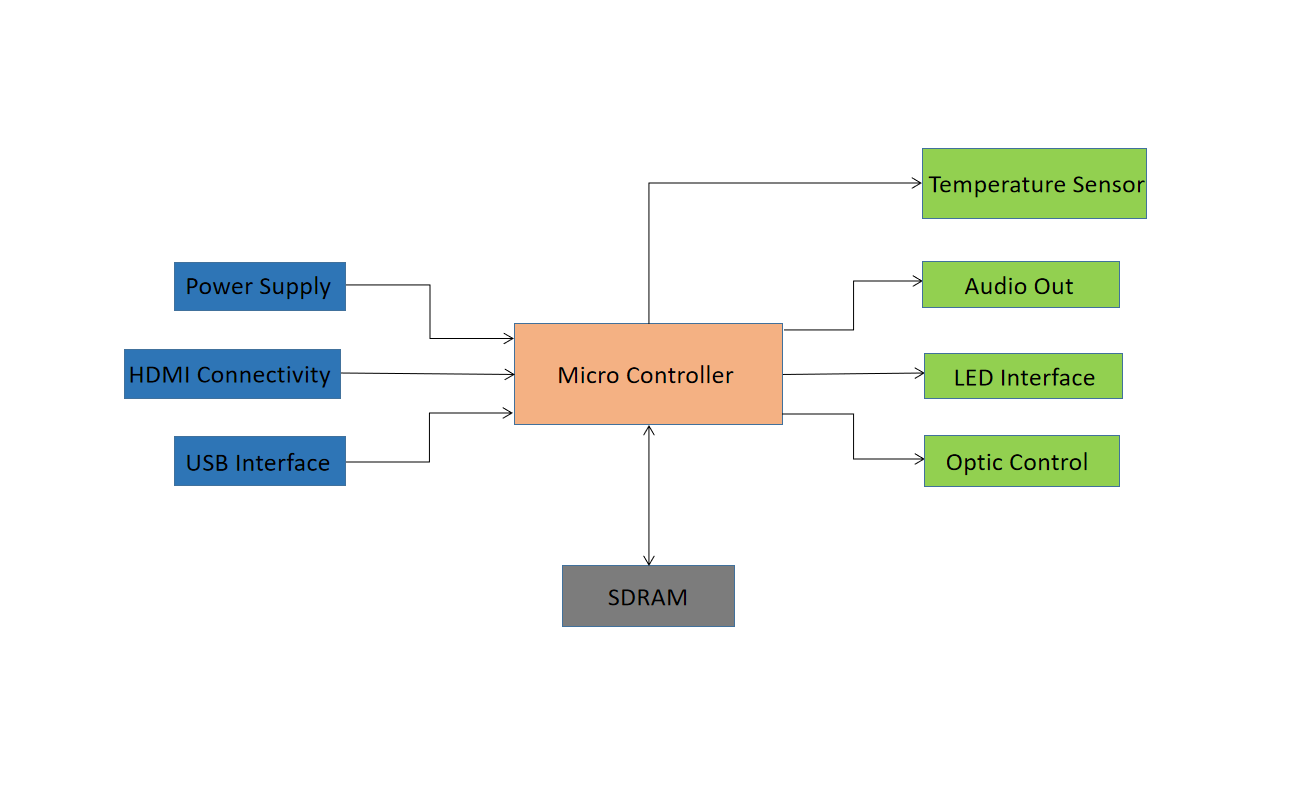 Temperature Sensor
Power Supply
Audio Out
HDMI Connectivity
Micro Controller
LED Interface
USB Interface
Optic Control
SDRAM